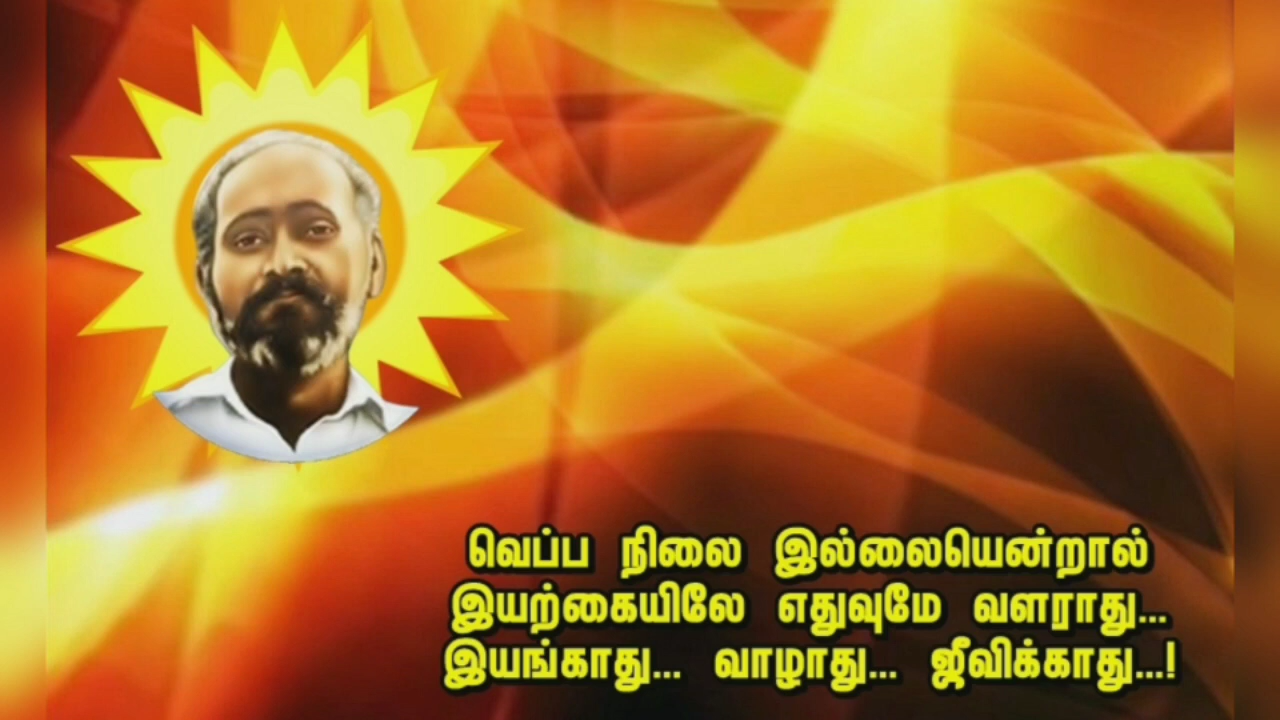 வெப்ப நிலை இல்லையென்றால்
இயற்கையிலே எதுவுமே வளராது...
இயங்காது... வாழாது... ஜீவிக்காது...!